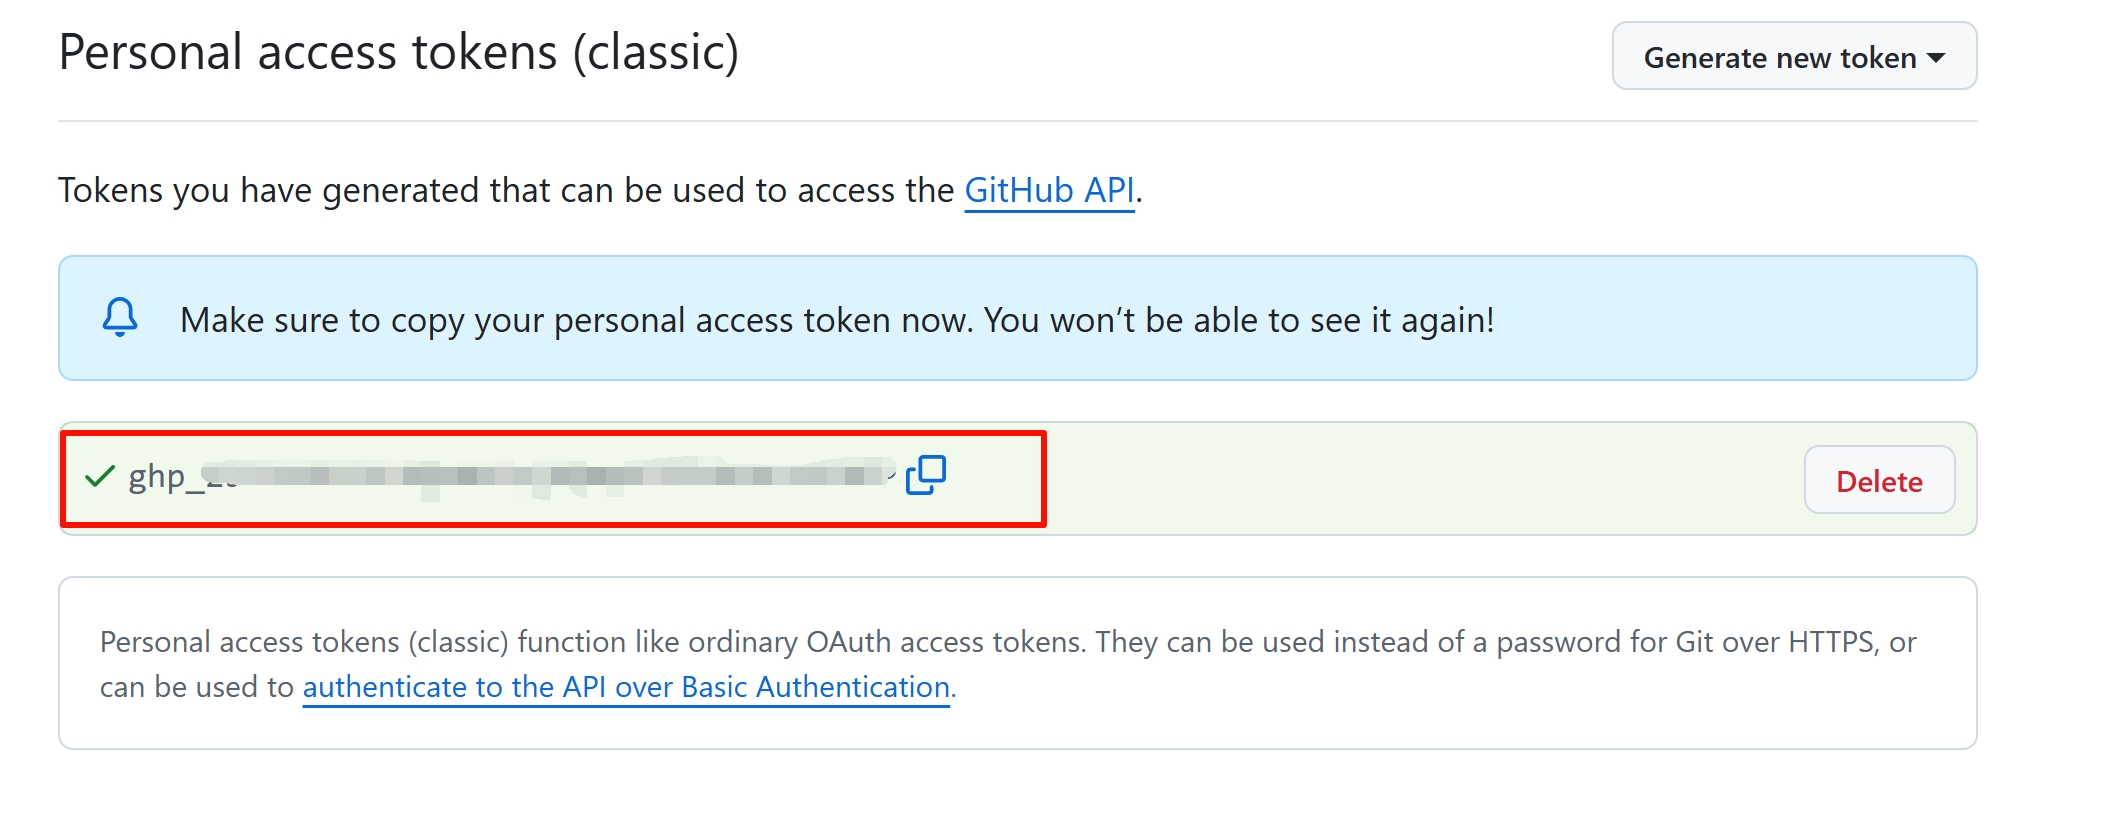 Personal access tokens (classic)
Generate new token
Tokens you have generated that can be used to access the GitHub API.
Make sure to copy your personal access token now. You won’t be able to see it again!
ghp_
Delete
Personal access tokens (classic) function like ordinary OAuth access tokens. They can be used instead of a password for Git over HTTPS, or
can be used to authenticate to the API over Basic Authentication.